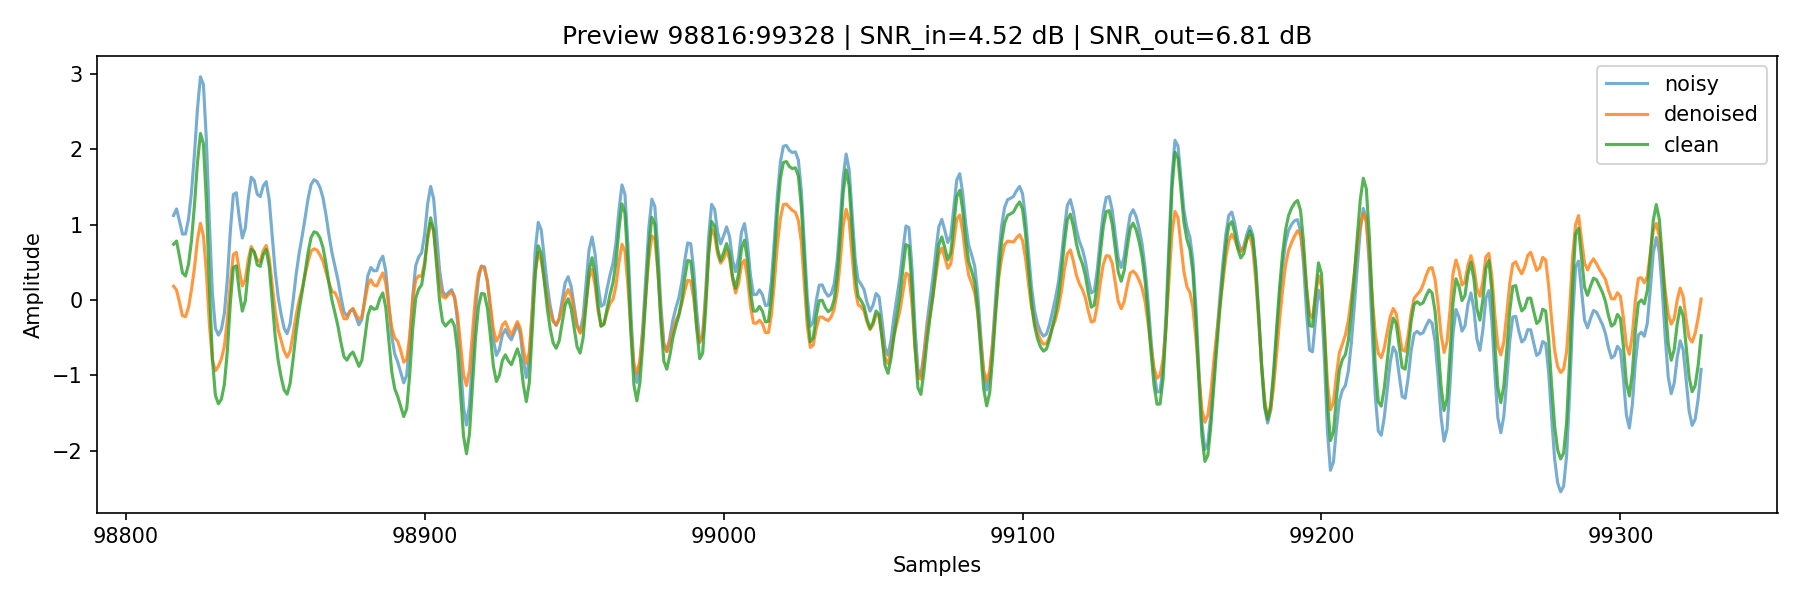 Preview 98816:99328 | SNR_in=4.52 dB | SNR_out=6.81 dB
noisy
denoised
clean
Amplitude
3
2
1
0
−1
−2
98800 98900 99000 99100 99200 99300
Samples